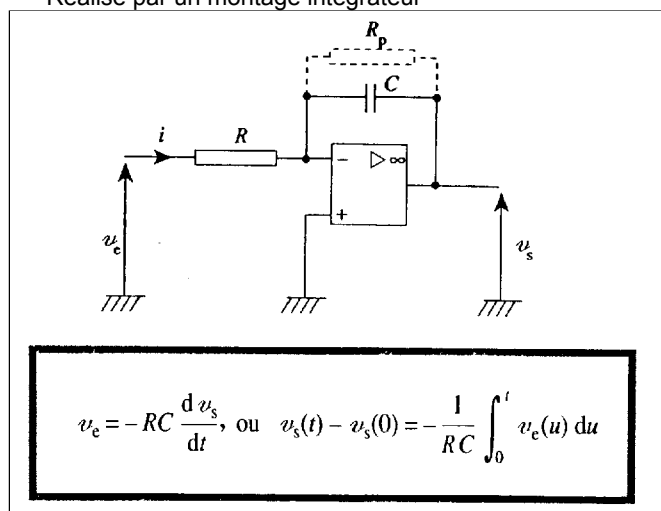 Réalisé par un montage intégrateur
R_p
C
i
R
− ▷ ∞
+
v_e
v_s
v_e = − RC d v_s / dt, ou v_s(t) − v_s(0) = − 1 / RC ∫_0^t v_e(u) du